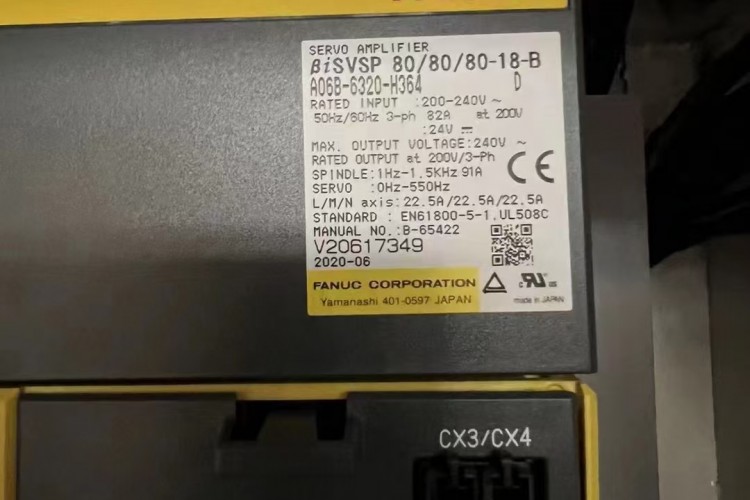 SERVO AMPLIFIER
βiSVSP 80/80/80-18-B
A06B-6320-H364 D
RATED INPUT :200-240V ~
50Hz/60Hz 3-ph 82A at 200V
:24V ⎓
MAX. OUTPUT VOLTAGE:240V ~
RATED OUTPUT at 200V/3-Ph
SPINDLE:1Hz-1.5KHz 91A
SERVO :0Hz-550Hz
CE
L/M/N axis:22.5A/22.5A/22.5A
STANDARD : EN61800-5-1.UL508C
MANUAL NO.:B-65422
V20617349
2020-06
FANUC CORPORATION
Yamanashi 401-0597 JAPAN
c UR us
made in JAPAN
CX3/CX4